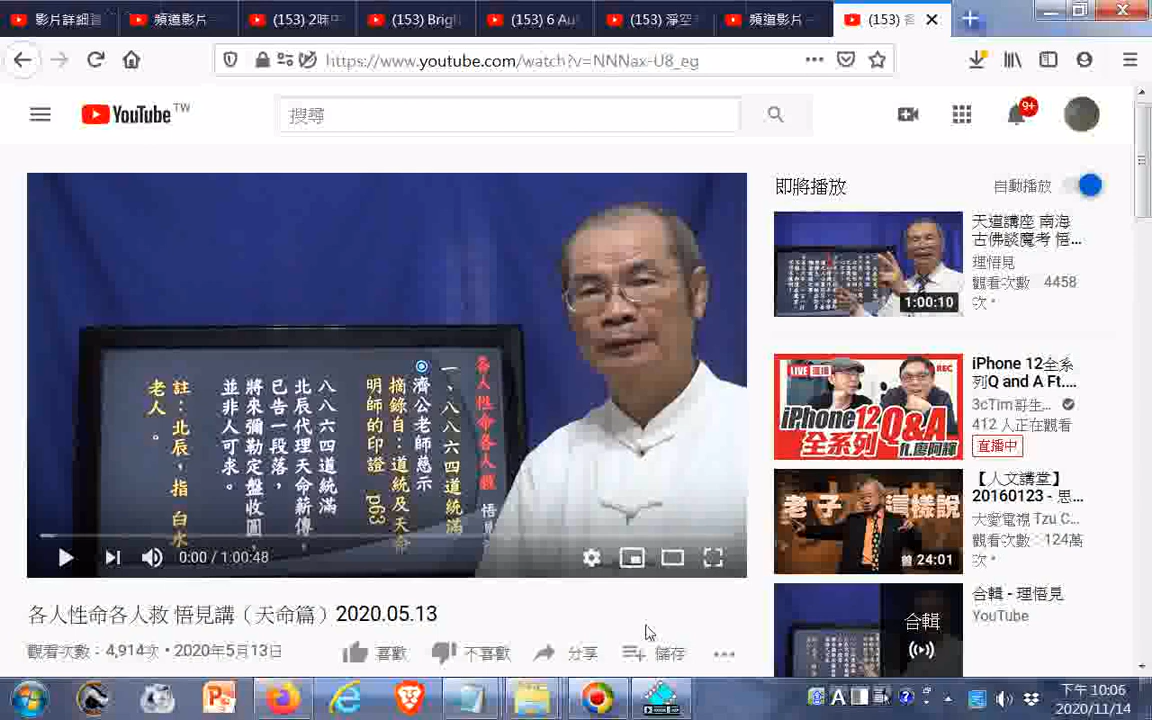 影片詳細資
頻道影片
(153) 2味中
(153) Brigh
(153) 6 Au
(153) 淨空
頻道影片
(153) 各
https://www.youtube.com/watch?v=NNNax-U8_eg
YouTube TW
搜尋
9+
各人性命各人救
一、八八六四道統滿
濟公老師慈示
摘錄自：道統及天命
明師的印證 p63
八八六四道統滿
北辰代理天命薪傳，
已告一段落，
將來彌勒定盤收圓，
並非人可求。
註：北辰，指 白水
老人。
0:00 / 1:00:48
各人性命各人救 悟見講（天命篇）2020.05.13
觀看次數：4,914次 • 2020年5月13日
喜歡
不喜歡
分享
儲存
即將播放
自動播放
天道講座 南海
古佛談魔考 悟...
理悟見
觀看次數 4458
次 •
1:00:10
iPhone 12全系
列Q and A Ft....
3cTim哥生...
412 人正在觀看
直播中
LIVE 直播
REC
iPhone12 Q&A
全系列 ft.廖阿輝
【人文講堂】
20160123 - 思...
大愛電視 Tzu C...
觀看次數：124萬
次 •
老子 這樣說
24:01
合輯 - 理悟見
YouTube
合輯
下午 10:06
2020/11/14